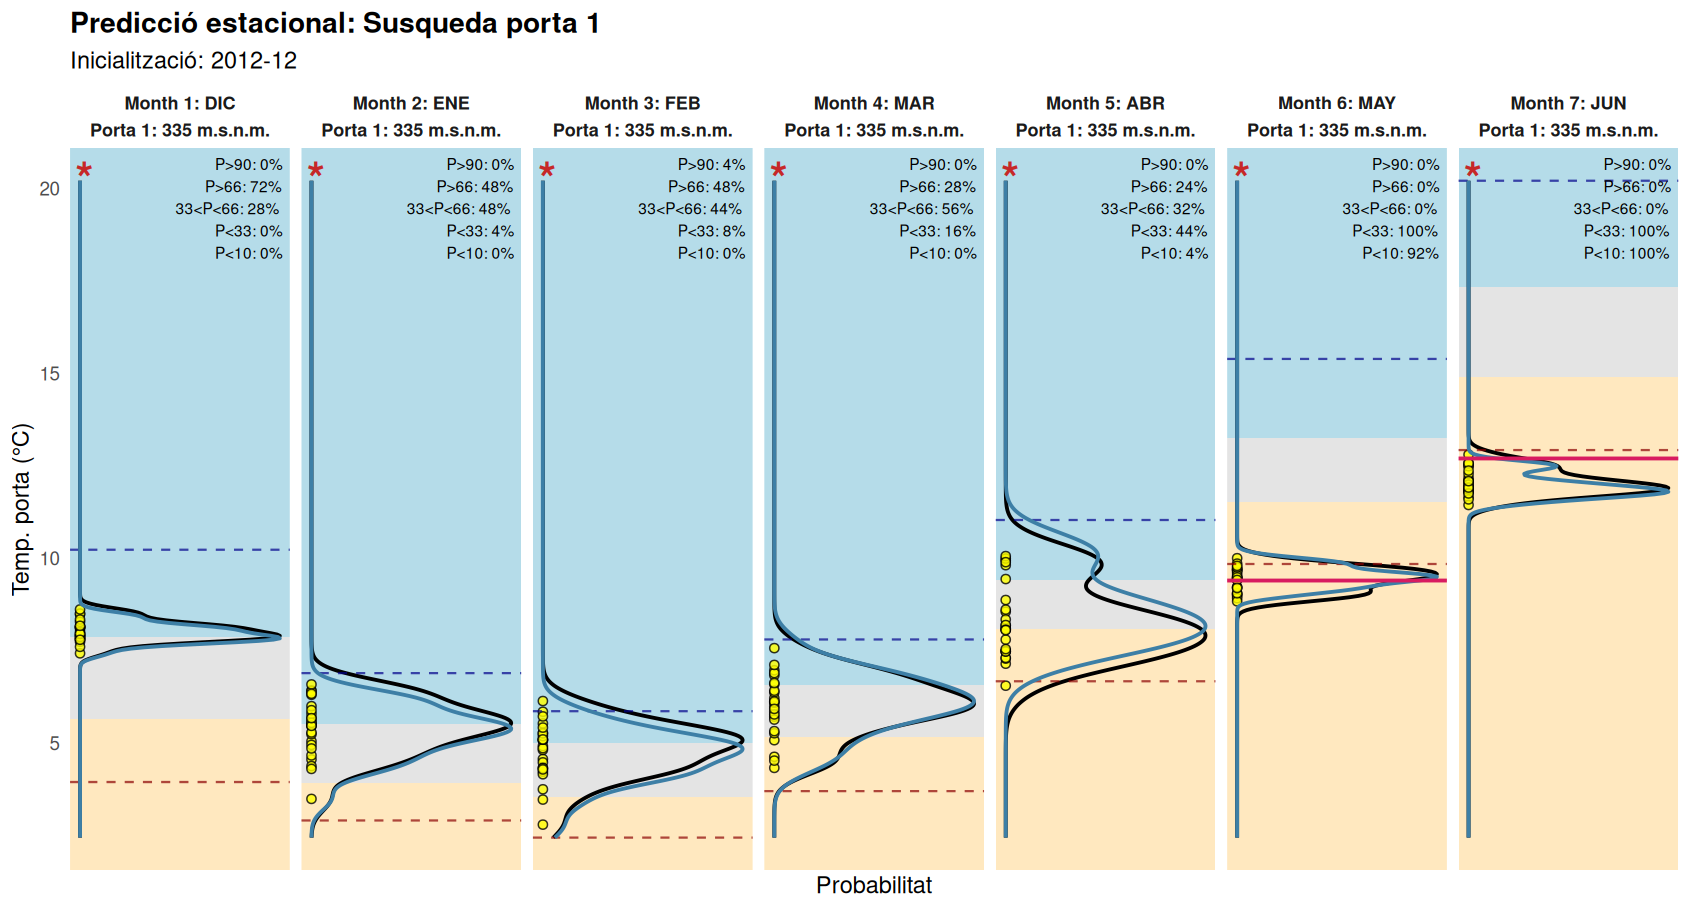 Predicció estacional: Susqueda porta 1
Inicialització: 2012-12
Month 1: DIC
Porta 1: 335 m.s.n.m.
Month 2: ENE
Porta 1: 335 m.s.n.m.
Month 3: FEB
Porta 1: 335 m.s.n.m.
Month 4: MAR
Porta 1: 335 m.s.n.m.
Month 5: ABR
Porta 1: 335 m.s.n.m.
Month 6: MAY
Porta 1: 335 m.s.n.m.
Month 7: JUN
Porta 1: 335 m.s.n.m.
*
P>90: 0%
P>66: 72%
33<P<66: 28%
P<33: 0%
P<10: 0%
*
P>90: 0%
P>66: 48%
33<P<66: 48%
P<33: 4%
P<10: 0%
*
P>90: 4%
P>66: 48%
33<P<66: 44%
P<33: 8%
P<10: 0%
*
P>90: 0%
P>66: 28%
33<P<66: 56%
P<33: 16%
P<10: 0%
*
P>90: 0%
P>66: 24%
33<P<66: 32%
P<33: 44%
P<10: 4%
*
P>90: 0%
P>66: 0%
33<P<66: 0%
P<33: 100%
P<10: 92%
*
P>90: 0%
P>66: 0%
33<P<66: 0%
P<33: 100%
P<10: 100%
20
15
10
5
Temp. porta (°C)
Probabilitat